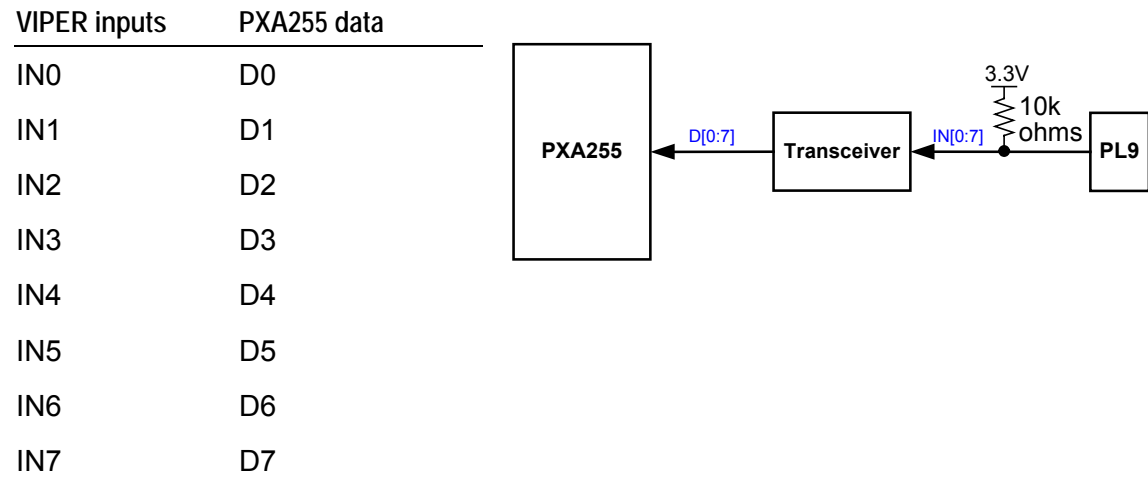 VIPER inputs PXA255 data
IN0 D0
IN1 D1
IN2 D2
IN3 D3
IN4 D4
IN5 D5
IN6 D6
IN7 D7
3.3V
10k
ohms
PXA255
D[0:7]
Transceiver
IN[0:7]
PL9